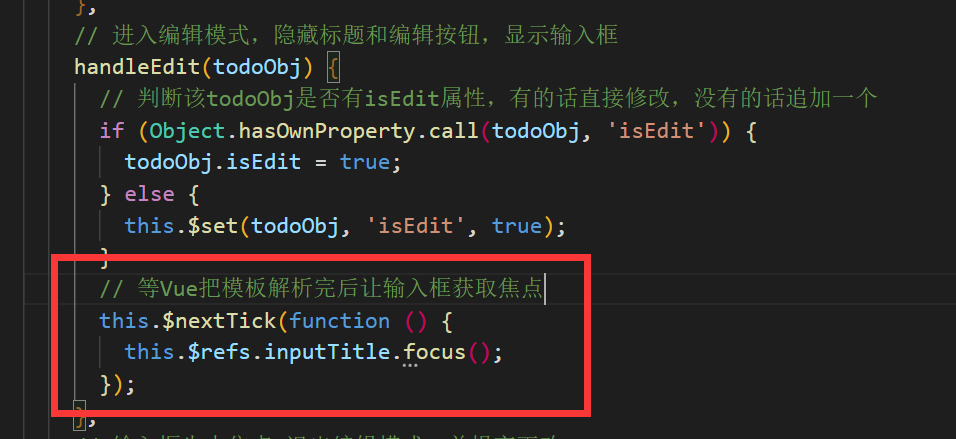 },
// 进入编辑模式，隐藏标题和编辑按钮，显示输入框
handleEdit(todoObj) {
// 判断该todoObj是否有isEdit属性，有的话直接修改，没有的话追加一个
if (Object.hasOwnProperty.call(todoObj, 'isEdit')) {
todoObj.isEdit = true;
} else {
this.$set(todoObj, 'isEdit', true);
}
// 等Vue把模板解析完后让输入框获取焦点
this.$nextTick(function () {
this.$refs.inputTitle.focus();
});
},